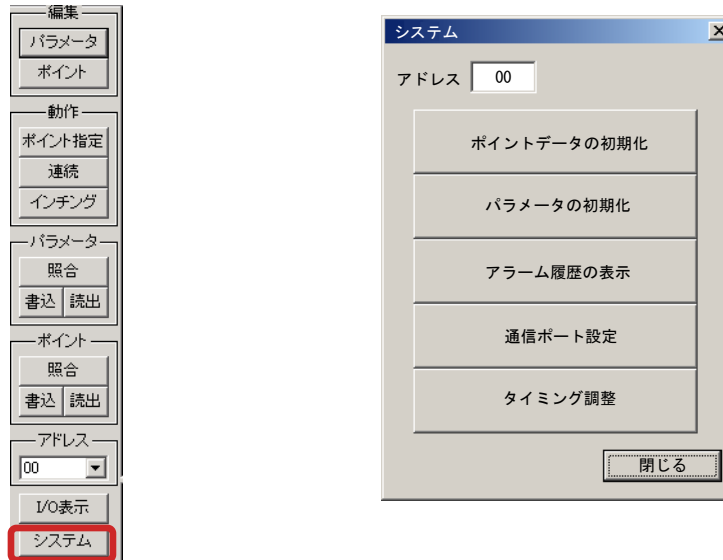 編集
パラメータ
ポイント
動作
ポイント指定
連続
インチング
パラメータ
照合
書込 読出
ポイント
照合
書込 読出
アドレス
00
I/O表示
システム
システム
アドレス 00
ポイントデータの初期化
パラメータの初期化
アラーム履歴の表示
通信ポート設定
タイミング調整
閉じる